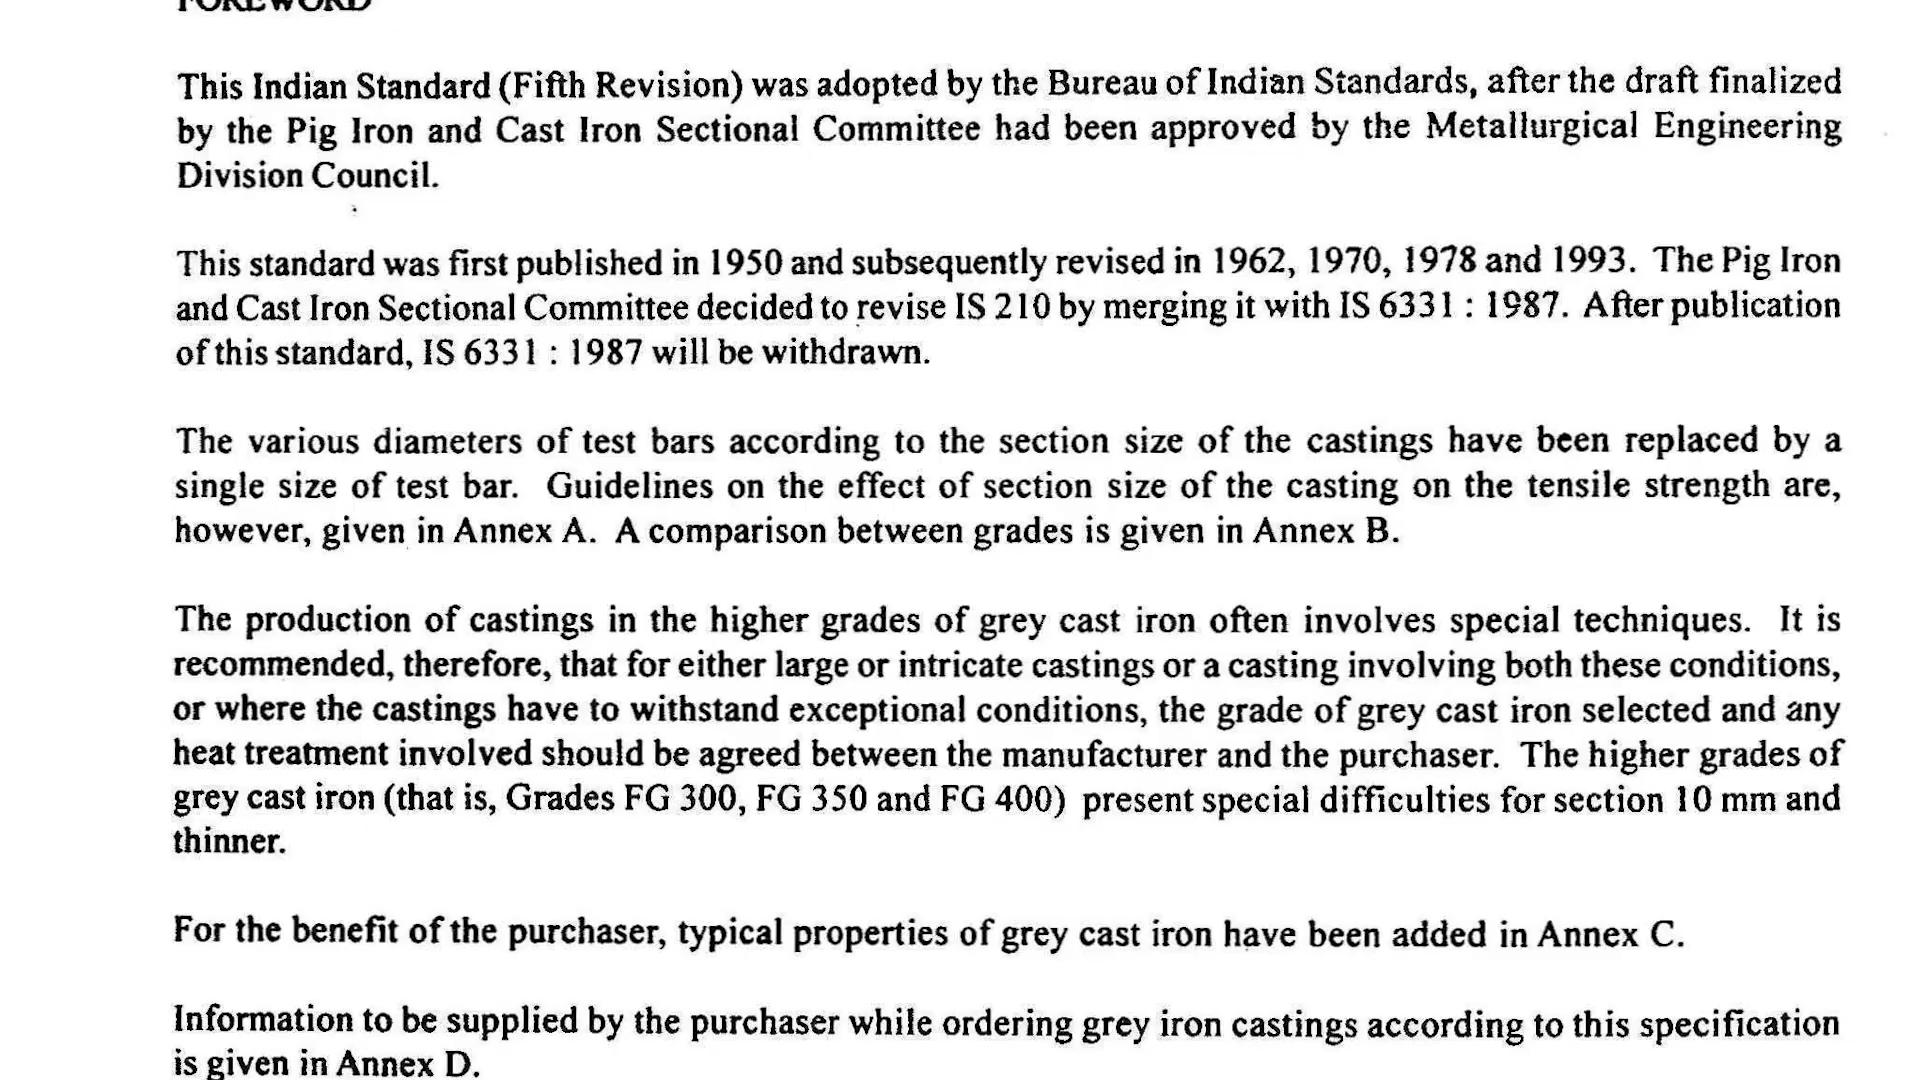 FOREWORD
This Indian Standard (Fifth Revision) was adopted by the Bureau of Indian Standards, after the draft finalized
by the Pig Iron and Cast Iron Sectional Committee had been approved by the Metallurgical Engineering
Division Council.
This standard was first published in 1950 and subsequently revised in 1962, 1970, 1978 and 1993. The Pig Iron
and Cast Iron Sectional Committee decided to revise IS 210 by merging it with IS 6331 : 1987. After publication
of this standard, IS 6331 : 1987 will be withdrawn.
The various diameters of test bars according to the section size of the castings have been replaced by a
single size of test bar. Guidelines on the effect of section size of the casting on the tensile strength are,
however, given in Annex A. A comparison between grades is given in Annex B.
The production of castings in the higher grades of grey cast iron often involves special techniques. It is
recommended, therefore, that for either large or intricate castings or a casting involving both these conditions,
or where the castings have to withstand exceptional conditions, the grade of grey cast iron selected and any
heat treatment involved should be agreed between the manufacturer and the purchaser. The higher grades of
grey cast iron (that is, Grades FG 300, FG 350 and FG 400) present special difficulties for section 10 mm and
thinner.
For the benefit of the purchaser, typical properties of grey cast iron have been added in Annex C.
Information to be supplied by the purchaser while ordering grey iron castings according to this specification
is given in Annex D.